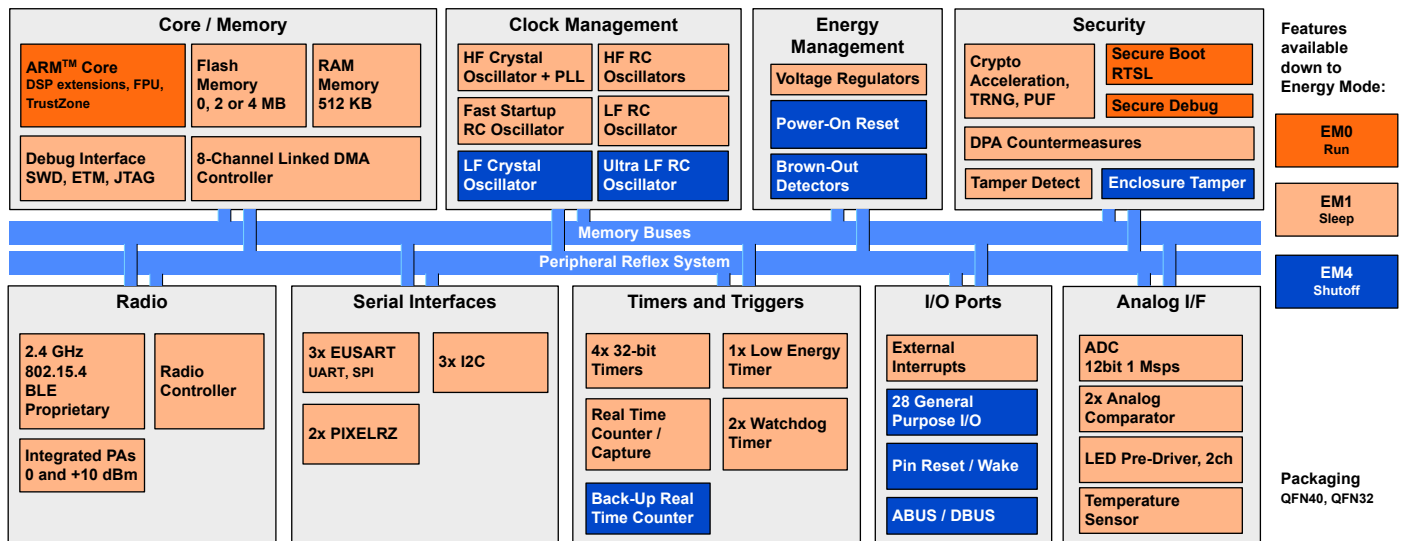 Core / Memory
ARM™ Core
DSP extensions, FPU,
TrustZone
Flash
Memory
0, 2 or 4 MB
RAM
Memory
512 KB
Debug Interface
SWD, ETM, JTAG
8-Channel Linked DMA
Controller
Clock Management
HF Crystal
Oscillator + PLL
HF RC
Oscillators
Fast Startup
RC Oscillator
LF RC
Oscillator
LF Crystal
Oscillator
Ultra LF RC
Oscillator
Energy
Management
Voltage Regulators
Power-On Reset
Brown-Out
Detectors
Security
Crypto
Acceleration,
TRNG, PUF
Secure Boot
RTSL
Secure Debug
DPA Countermeasures
Tamper Detect
Enclosure Tamper
Features
available
down to
Energy Mode:
EM0
Run
EM1
Sleep
EM4
Shutoff
Memory Buses
Peripheral Reflex System
Radio
2.4 GHz
802.15.4
BLE
Proprietary
Radio
Controller
Integrated PAs
0 and +10 dBm
Serial Interfaces
3x EUSART
UART, SPI
3x I2C
2x PIXELRZ
Timers and Triggers
4x 32-bit
Timers
1x Low Energy
Timer
Real Time
Counter /
Capture
2x Watchdog
Timer
Back-Up Real
Time Counter
I/O Ports
External
Interrupts
28 General
Purpose I/O
Pin Reset / Wake
ABUS / DBUS
Analog I/F
ADC
12bit 1 Msps
2x Analog
Comparator
LED Pre-Driver, 2ch
Temperature
Sensor
Packaging
QFN40, QFN32